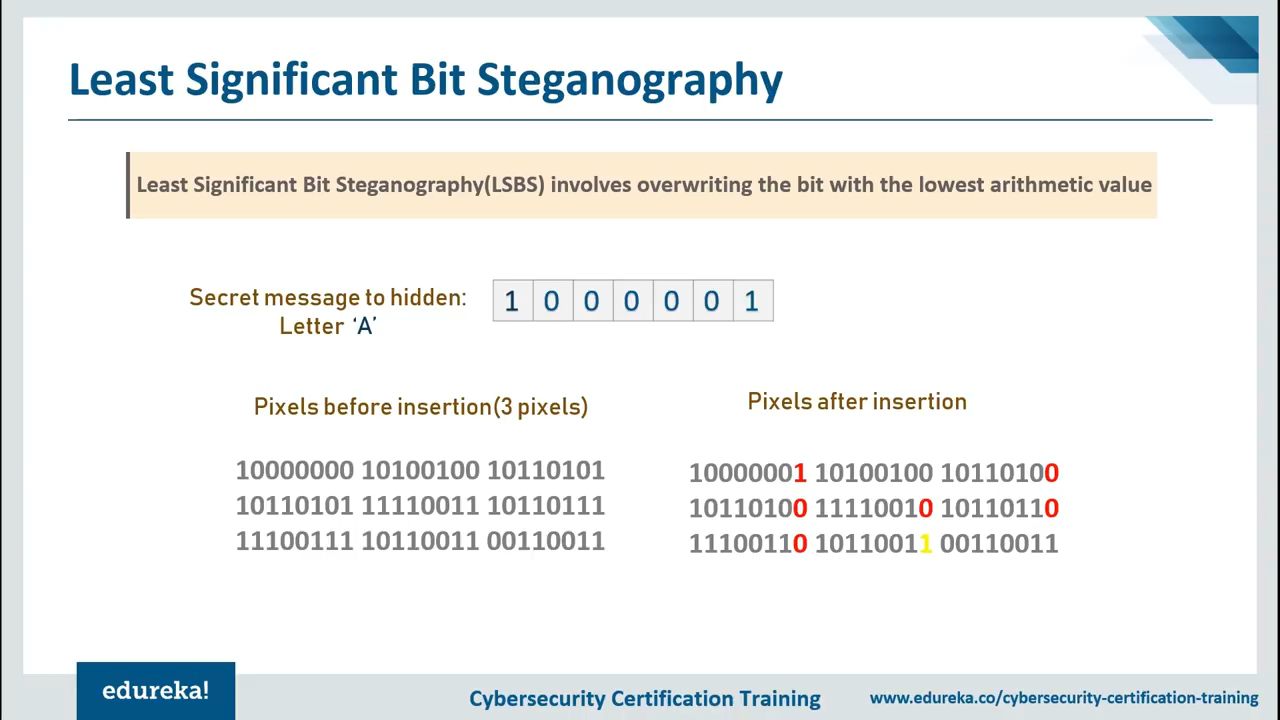 Least Significant Bit Steganography
Least Significant Bit Steganography(LSBS) involves overwriting the bit with the lowest arithmetic value
Secret message to hidden:
Letter ‘A’
1 0 0 0 0 0 1
Pixels before insertion(3 pixels)
10000000 10100100 10110101
10110101 11110011 10110111
11100111 10110011 00110011
Pixels after insertion
10000001 10100100 10110100
10110100 11110010 10110110
11100110 10110011 00110011
edureka!
Cybersecurity Certification Training
www.edureka.co/cybersecurity-certification-training